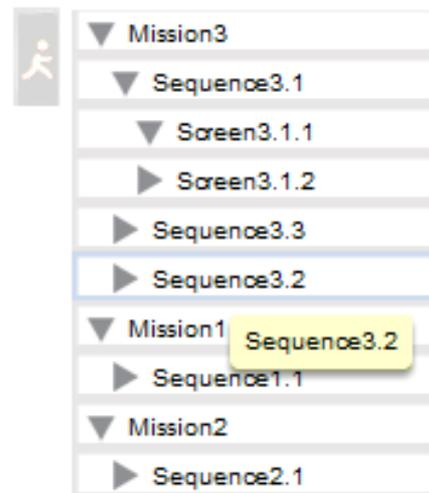 Mission3
Sequence3.1
Screen3.1.1
Screen3.1.2
Sequence3.3
Sequence3.2
Mission1
Sequence3.2
Sequence1.1
Mission2
Sequence2.1